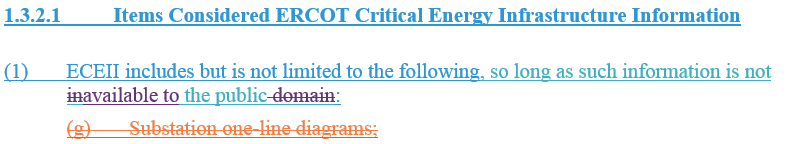 1.3.2.1 Items Considered ERCOT Critical Energy Infrastructure Information
(1) ECEII includes but is not limited to the following, so long as such information is not
inavailable to the public domain:
(g) Substation one-line diagrams;